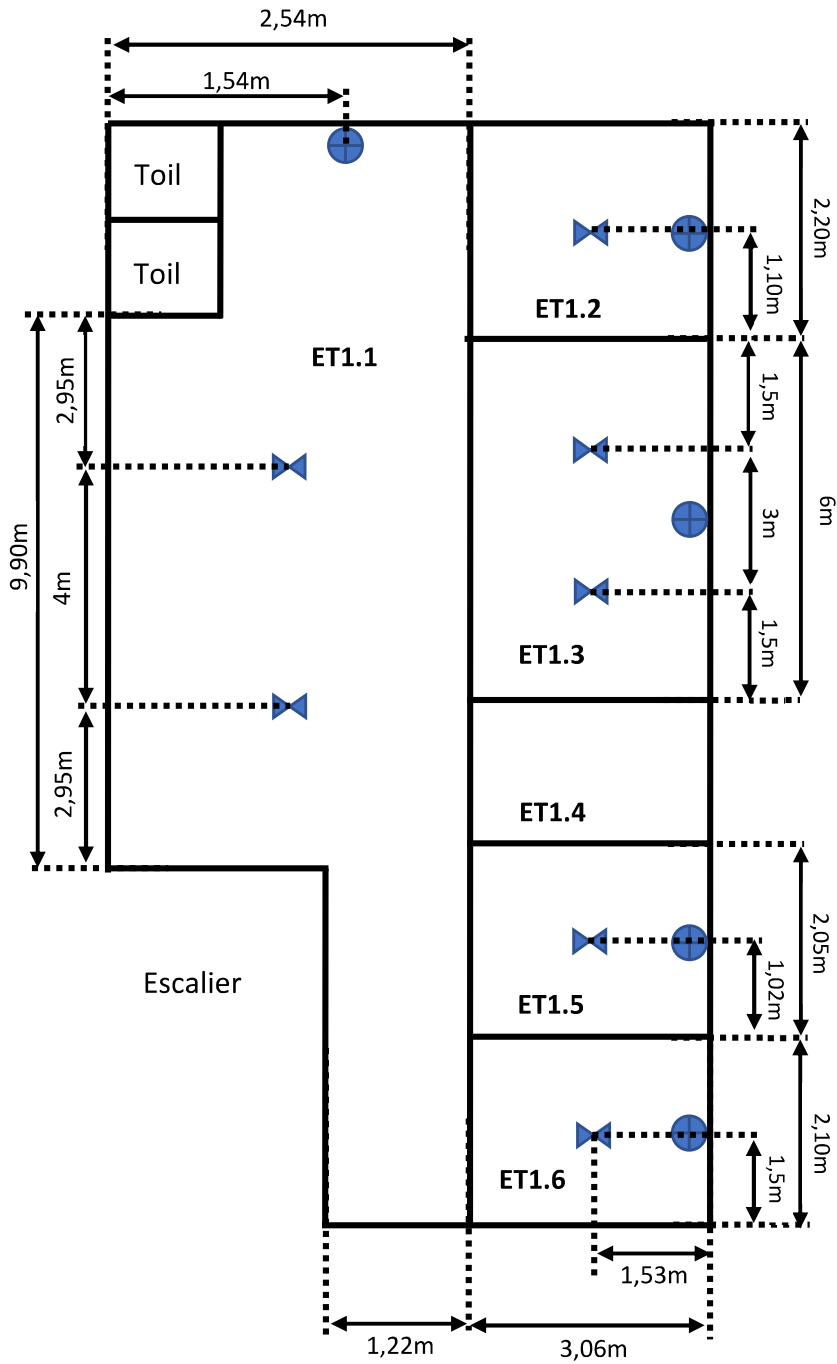 2,54m
1,54m
Toil
2,20m
1,10m
Toil
ET1.2
ET1.1
2,95m
1,5m
6m
3m
9,90m
4m
1,5m
ET1.3
2,95m
ET1.4
2,05m
Escalier
1,02m
ET1.5
2,10m
1,5m
ET1.6
1,53m
1,22m
3,06m